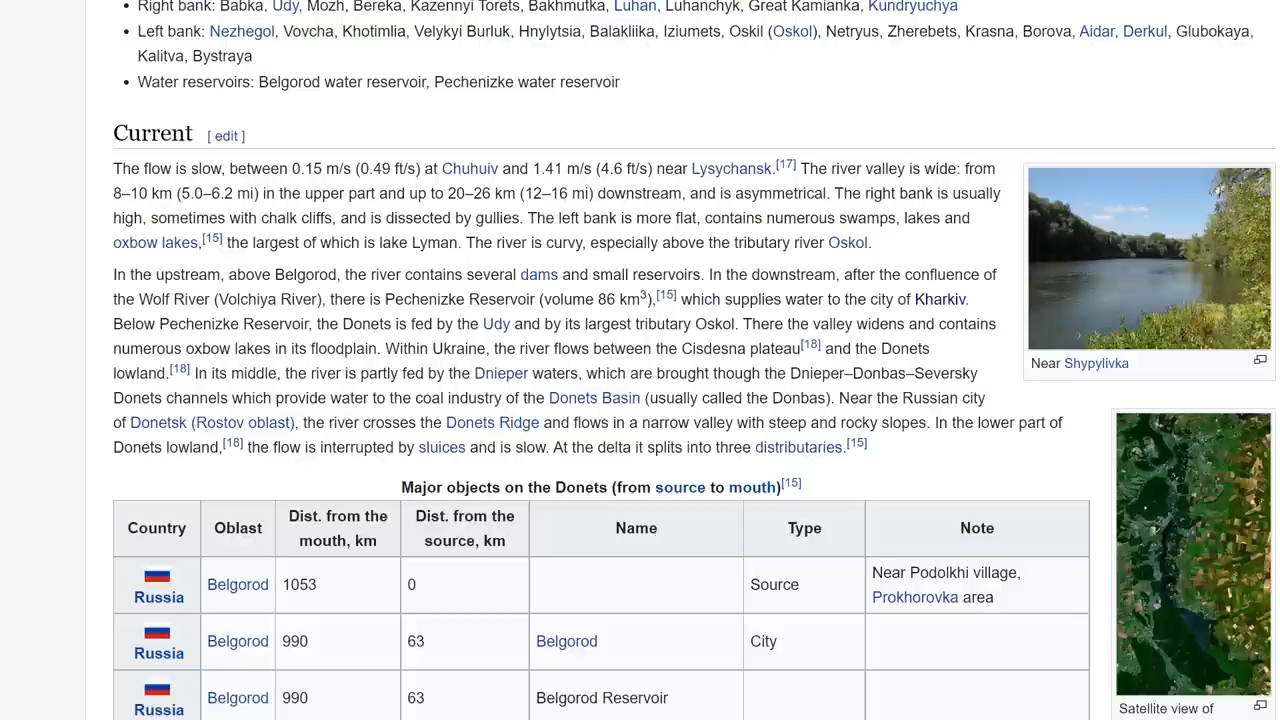 Right bank: Babka, Udy, Mozh, Bereka, Kazennyi Torets, Bakhmutka, Luhan, Luhanchyk, Great Kamianka, Kundryuchya
Left bank: Nezhegol, Vovcha, Khotimlia, Velykyi Burluk, Hnylytsia, Balakliika, Iziumets, Oskil (Oskol), Netryus, Zherebets, Krasna, Borova, Aidar, Derkul, Glubokaya,
Kalitva, Bystraya
Water reservoirs: Belgorod water reservoir, Pechenizke water reservoir
Current [ edit ]
The flow is slow, between 0.15 m/s (0.49 ft/s) at Chuhuiv and 1.41 m/s (4.6 ft/s) near Lysychansk.[17] The river valley is wide: from
8–10 km (5.0–6.2 mi) in the upper part and up to 20–26 km (12–16 mi) downstream, and is asymmetrical. The right bank is usually
high, sometimes with chalk cliffs, and is dissected by gullies. The left bank is more flat, contains numerous swamps, lakes and
oxbow lakes,[15] the largest of which is lake Lyman. The river is curvy, especially above the tributary river Oskol.
In the upstream, above Belgorod, the river contains several dams and small reservoirs. In the downstream, after the confluence of
the Wolf River (Volchiya River), there is Pechenizke Reservoir (volume 86 km³),[15] which supplies water to the city of Kharkiv.
Below Pechenizke Reservoir, the Donets is fed by the Udy and by its largest tributary Oskol. There the valley widens and contains
numerous oxbow lakes in its floodplain. Within Ukraine, the river flows between the Cisdesna plateau[18] and the Donets
lowland.[18] In its middle, the river is partly fed by the Dnieper waters, which are brought though the Dnieper–Donbas–Seversky
Donets channels which provide water to the coal industry of the Donets Basin (usually called the Donbas). Near the Russian city
of Donetsk (Rostov oblast), the river crosses the Donets Ridge and flows in a narrow valley with steep and rocky slopes. In the lower part of
Donets lowland,[18] the flow is interrupted by sluices and is slow. At the delta it splits into three distributaries.[15]
Near Shypylivka
Major objects on the Donets (from source to mouth)[15]
Country Oblast Dist. from the mouth, km Dist. from the source, km Name Type Note
Russia Belgorod 1053 0 Source Near Podolkhi village, Prokhorovka area
Russia Belgorod 990 63 Belgorod City
Russia Belgorod 990 63 Belgorod Reservoir
Satellite view of